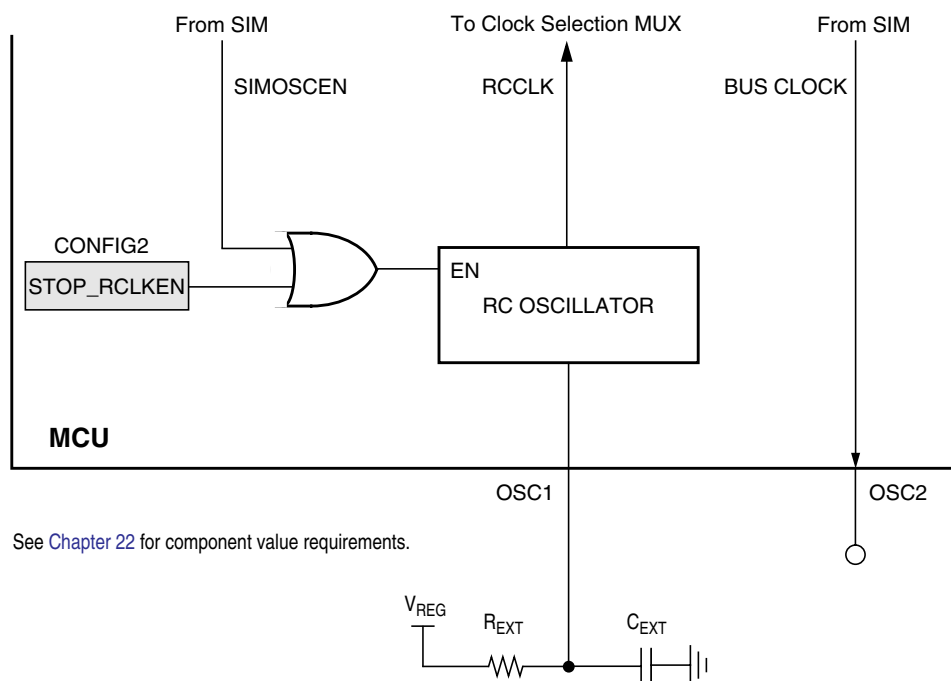 From SIM
To Clock Selection MUX
From SIM
SIMOSCEN
RCCLK
BUS CLOCK
CONFIG2
STOP_RCLKEN
EN
RC OSCILLATOR
MCU
OSC1
OSC2
See Chapter 22 for component value requirements.
VREG
REXT
CEXT